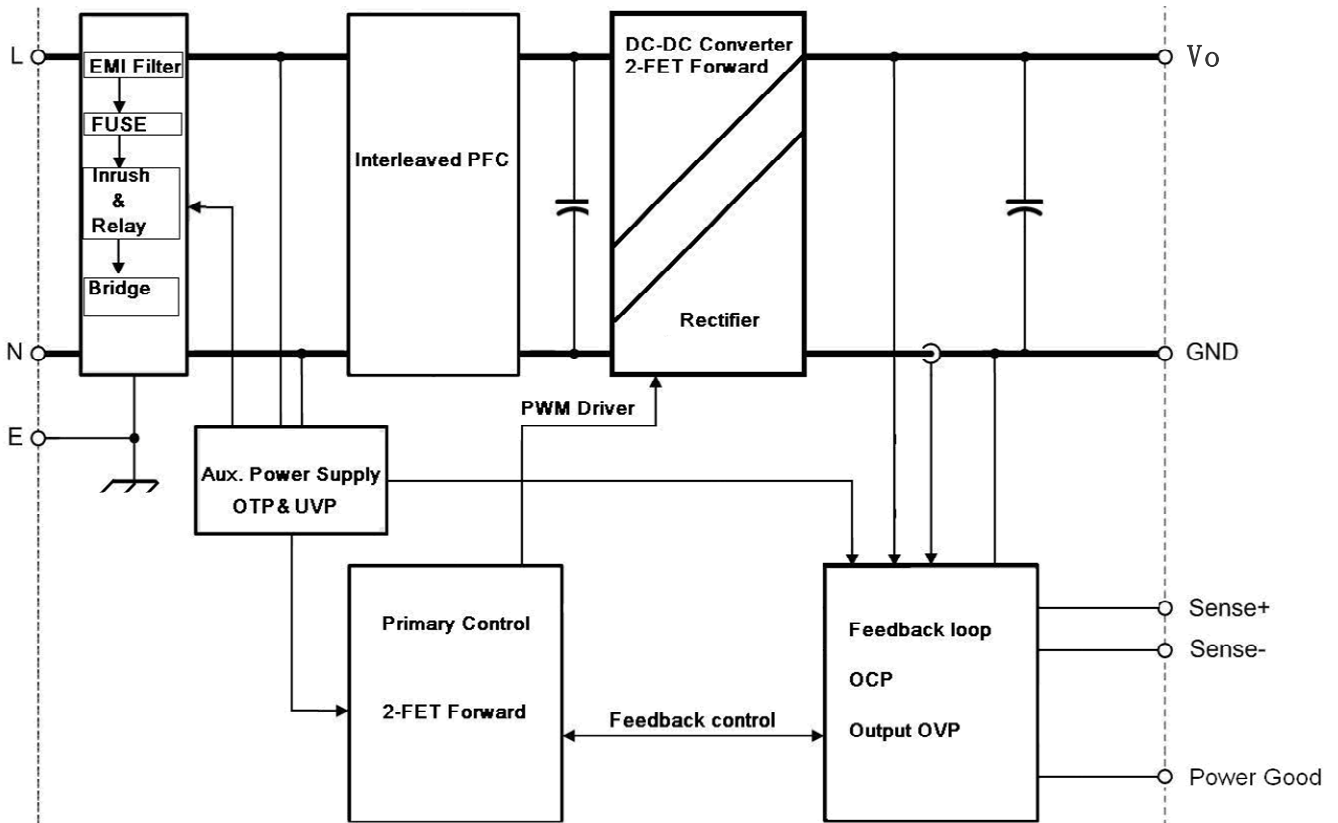 L
EMI Filter
FUSE
Inrush
&
Relay
Bridge
N
E
Interleaved PFC
DC-DC Converter
2-FET Forward
Rectifier
Vo
GND
PWM Driver
Aux. Power Supply
OTP & UVP
Primary Control
2-FET Forward
Feedback control
Feedback loop
OCP
Output OVP
Sense+
Sense-
Power Good